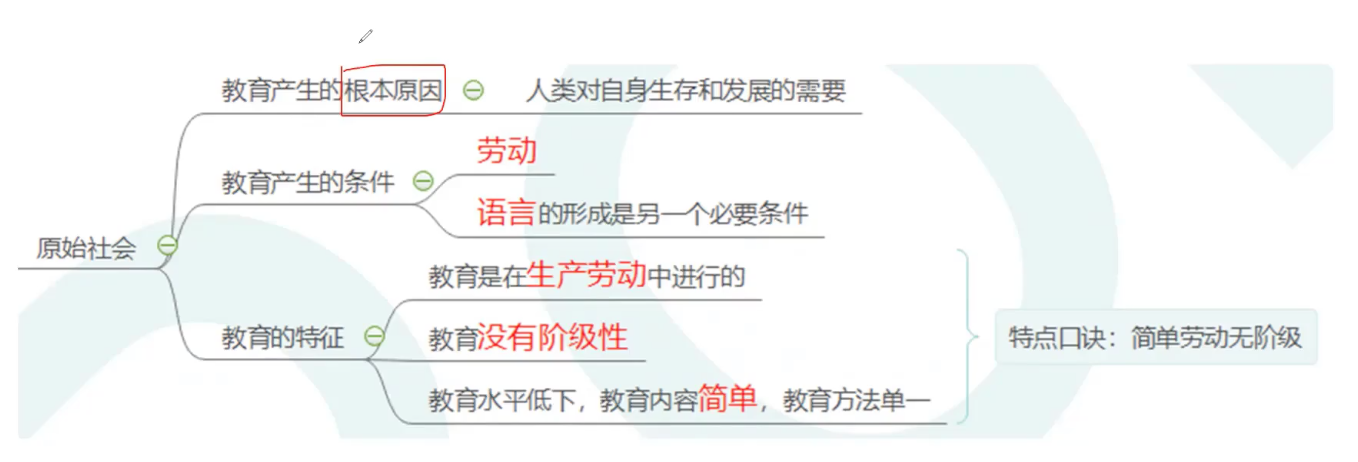 教育产生的根本原因
人类对自身生存和发展的需要
劳动
教育产生的条件
语言的形成是另一个必要条件
原始社会
教育是在生产劳动中进行的
教育的特征
教育没有阶级性
特点口诀：简单劳动无阶级
教育水平低下，教育内容简单，教育方法单一